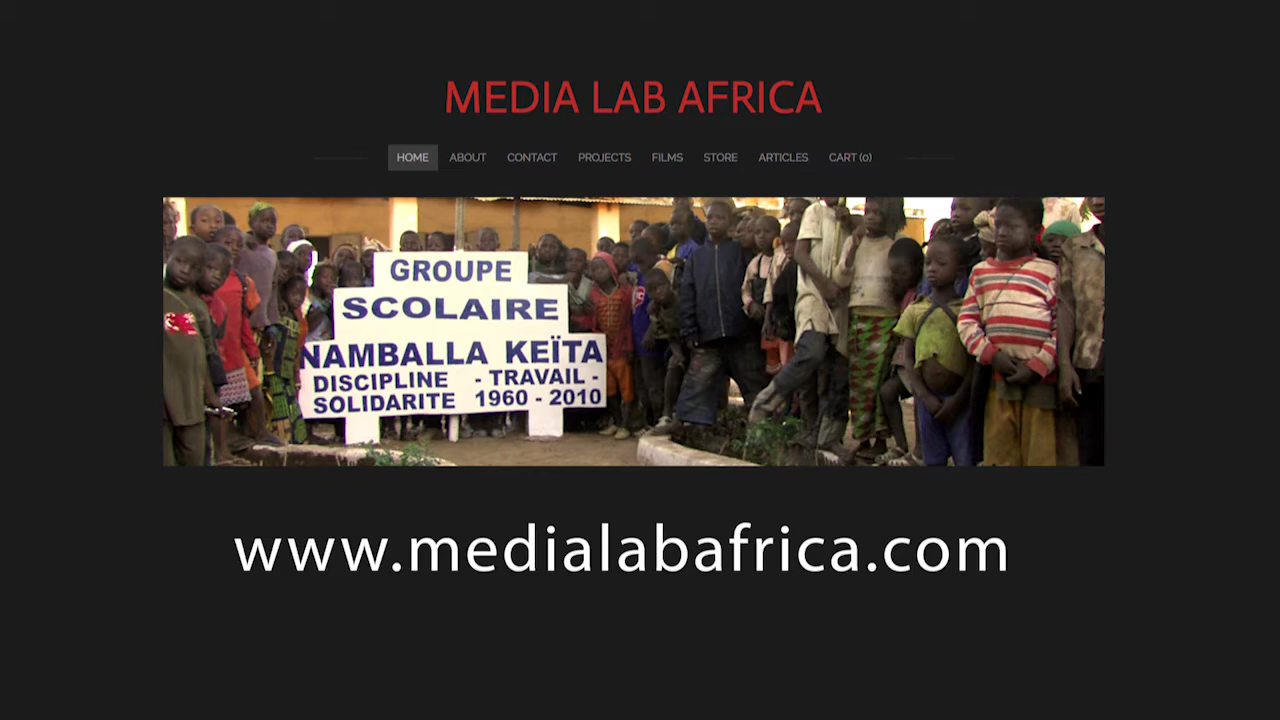 MEDIA LAB AFRICA
HOME ABOUT CONTACT PROJECTS FILMS STORE ARTICLES CART (0)
GROUPE
SCOLAIRE
NAMBALLA KEÏTA
DISCIPLINE - TRAVAIL -
SOLIDARITE 1960 - 2010
www.medialabafrica.com